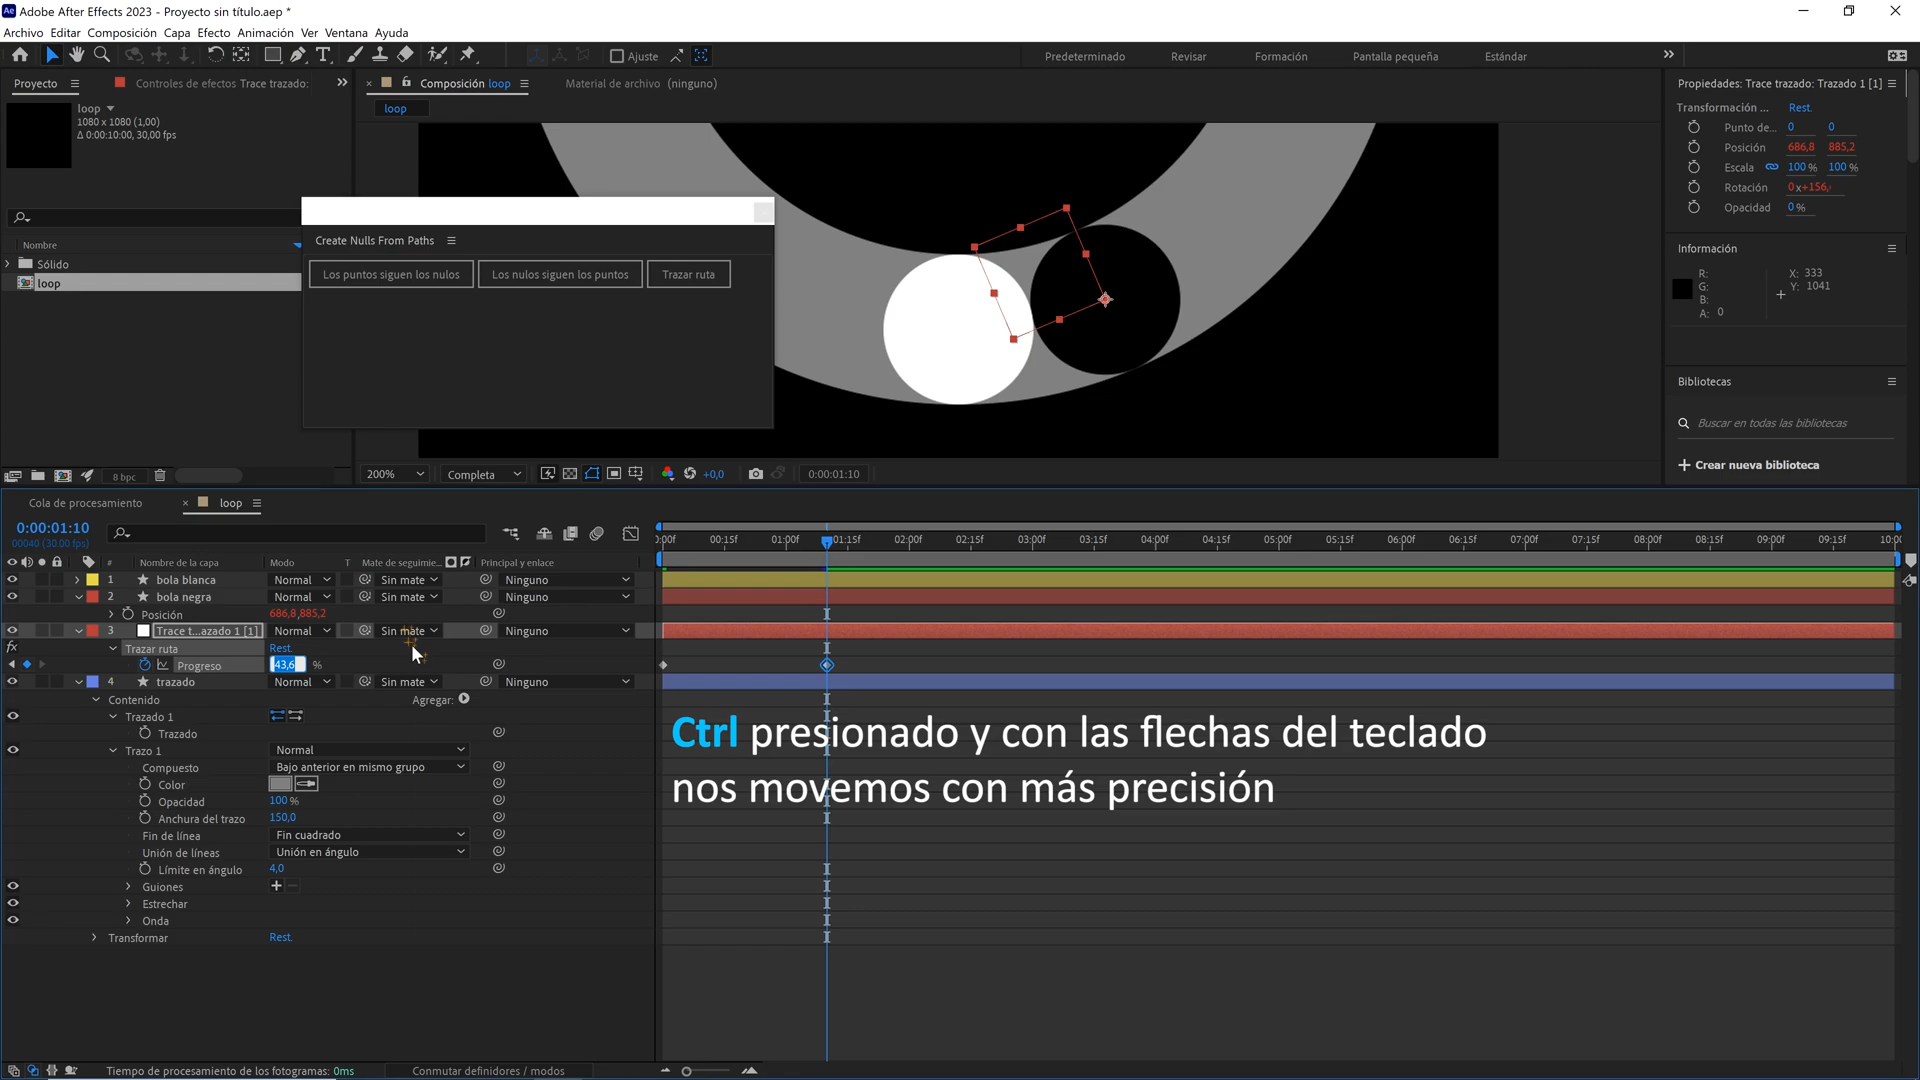 Adobe After Effects 2023 - Proyecto sin título.aep *
Archivo Editar Composición Capa Efecto Animación Ver Ventana Ayuda
Ajuste
Predeterminado Revisar Formación Pantalla pequeña Estándar
Proyecto
Controles de efectos Trace trazado:
Composición loop
Material de archivo (ninguno)
Propiedades: Trace trazado: Trazado 1 [1]
loop
1080 x 1080 (1,00)
Δ 0:00:10:00, 30,00 fps
loop
Transformación ... Rest.
Punto de... 0 0
Posición 686,8 885,2
Escala 100 % 100 %
Rotación 0x+156,
Opacidad 0 %
Nombre
Sólido
loop
Create Nulls From Paths
Los puntos siguen los nulos
Los nulos siguen los puntos
Trazar ruta
Información
R:
G:
B:
A: 0
X: 333
Y: 1041
Bibliotecas
Buscar en todas las bibliotecas
Crear nueva biblioteca
8 bpc
200% Completa +0,0 0:00:01:10
Cola de procesamiento
loop
0:00:01:10
00040 (30.00 fps)
00f 00:15f 01:00f 01:15f 02:00f 02:15f 03:00f 03:15f 04:00f 04:15f 05:00f 05:15f 06:00f 06:15f 07:00f 07:15f 08:00f 08:15f 09:00f 09:15f 10:0
# Nombre de la capa Modo T Mate de seguimie... Principal y enlace
1 bola blanca Normal Sin mate Ninguno
2 bola negra Normal Sin mate Ninguno
Posición 686,8,885,2
3 Trace t...azado 1 [1] Normal Sin mate Ninguno
fx Trazar ruta Rest.
Progreso 43,6 %
4 trazado Normal Sin mate Ninguno
Contenido Agregar:
Trazado 1
Trazado
Trazo 1 Normal
Compuesto Bajo anterior en mismo grupo
Color
Opacidad 100 %
Anchura del trazo 150,0
Fin de línea Fin cuadrado
Unión de líneas Unión en ángulo
Límite en ángulo 4,0
Guiones
Estrechar
Onda
Transformar Rest.
Ctrl presionado y con las flechas del teclado
nos movemos con más precisión
Tiempo de procesamiento de los fotogramas: 0ms
Conmutar definidores / modos